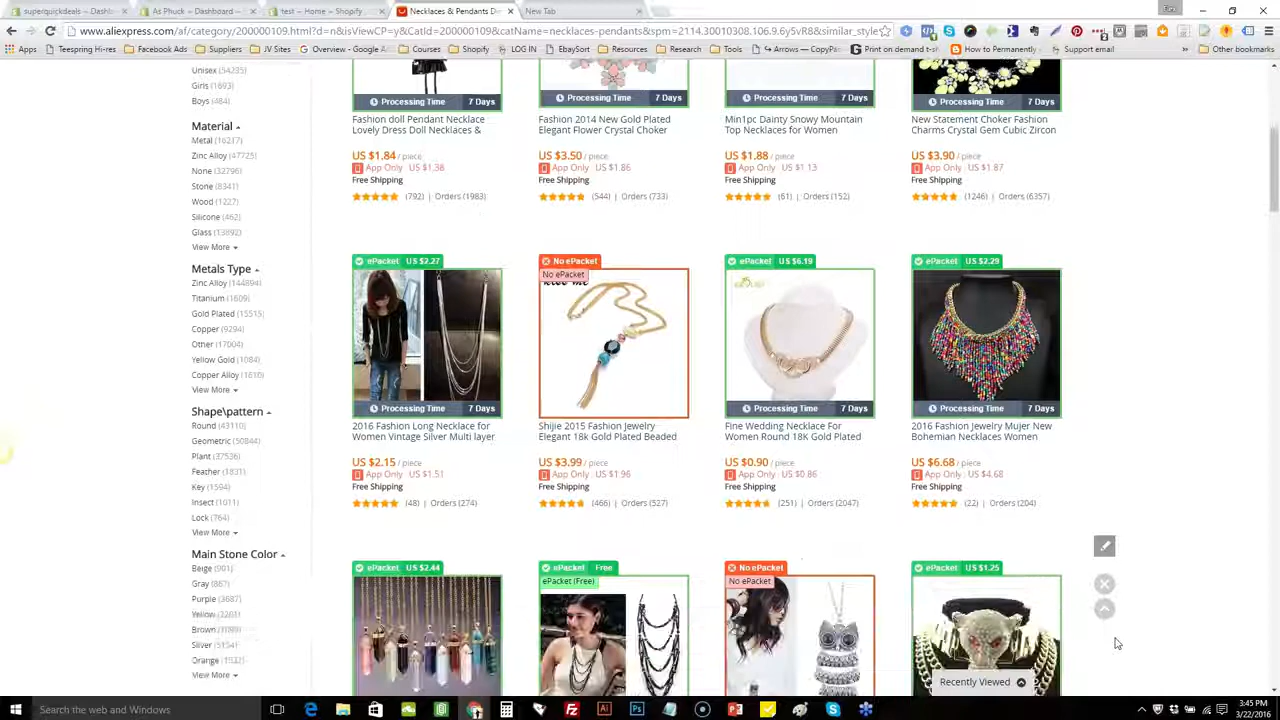 superquickdeals – Dashb
As Phuck – Dashboard –
test – Home – Shopify
Necklaces & Pendants De
New Tab
www.aliexpress.com/af/category/200000109.html?d=n&isViewCP=y&CatId=200000109&catName=necklaces-pendants&spm=2114.30010308.106.9.6y5vR8&similar_style
Apps
Teespring Hi-res
Facebook Ads
Suppliers
JV Sites
Overview - Google
Courses
Shopify
LOG IN
EbaySort
Resources
Research
Tools
Arrows — CopyPas
Print on demand t-sh
How to Permanently
Support email
Other bookmarks
Unisex (54235)
Girls (1693)
Boys (484)
Processing Time 7 Days
Processing Time 7 Days
Processing Time 7 Days
Processing Time 7 Days
Fashion doll Pendant Necklace
Lovely Dress Doll Necklaces &
Fashion 2014 New Gold Plated
Elegant Flower Crystal Choker
Min1pc Dainty Snowy Mountain
Top Necklaces for Women
New Statement Choker Fashion
Charms Crystal Gem Cubic Zircon
US $1.84 / piece
App Only US $1.38
Free Shipping
(792) | Orders (1983)
US $3.50 / piece
App Only US $1.86
Free Shipping
(544) | Orders (733)
US $1.88 / piece
App Only US $1.13
Free Shipping
(61) | Orders (152)
US $3.90 / piece
App Only US $1.87
Free Shipping
(1246) | Orders (6357)
Material
Metal (16217)
Zinc Alloy (47725)
None (32796)
Stone (8341)
Wood (1227)
Silicone (462)
Glass (13892)
View More
Metals Type
Zinc Alloy (144894)
Titanium (1609)
Gold Plated (15515)
Copper (9294)
Other (17004)
Yellow Gold (1084)
Copper Alloy (1816)
View More
Shape\pattern
Round (43110)
Geometric (50844)
Plant (37536)
Feather (1831)
Key (1594)
Insect (1011)
Lock (764)
View More
Main Stone Color
Beige (901)
Gray (867)
Purple (3687)
Yellow
Brown
Silver (5154)
Orange
View More
ePacket US $2.27
Processing Time 7 Days
2016 Fashion Long Necklace for
Women Vintage Silver Multi layer
US $2.15 / piece
App Only US $1.51
Free Shipping
(48) | Orders (274)
No ePacket
No ePacket
Shijie 2015 Fashion Jewelry
Elegant 18k Gold Plated Beaded
US $3.99 / piece
App Only US $1.96
Free Shipping
(466) | Orders (527)
ePacket US $6.19
Processing Time 7 Days
Fine Wedding Necklace For
Women Round 18K Gold Plated
US $0.90 / piece
App Only US $0.86
Free Shipping
(251) | Orders (2047)
ePacket US $2.29
Processing Time 7 Days
2016 Fashion Jewelry Mujer New
Bohemian Necklaces Women
US $6.68 / piece
App Only US $4.68
Free Shipping
(22) | Orders (204)
ePacket US $2.44
ePacket Free
ePacket (Free)
No ePacket
No ePacket
ePacket US $1.25
Recently Viewed
Search the web and Windows
3:45 PM
3/22/2016